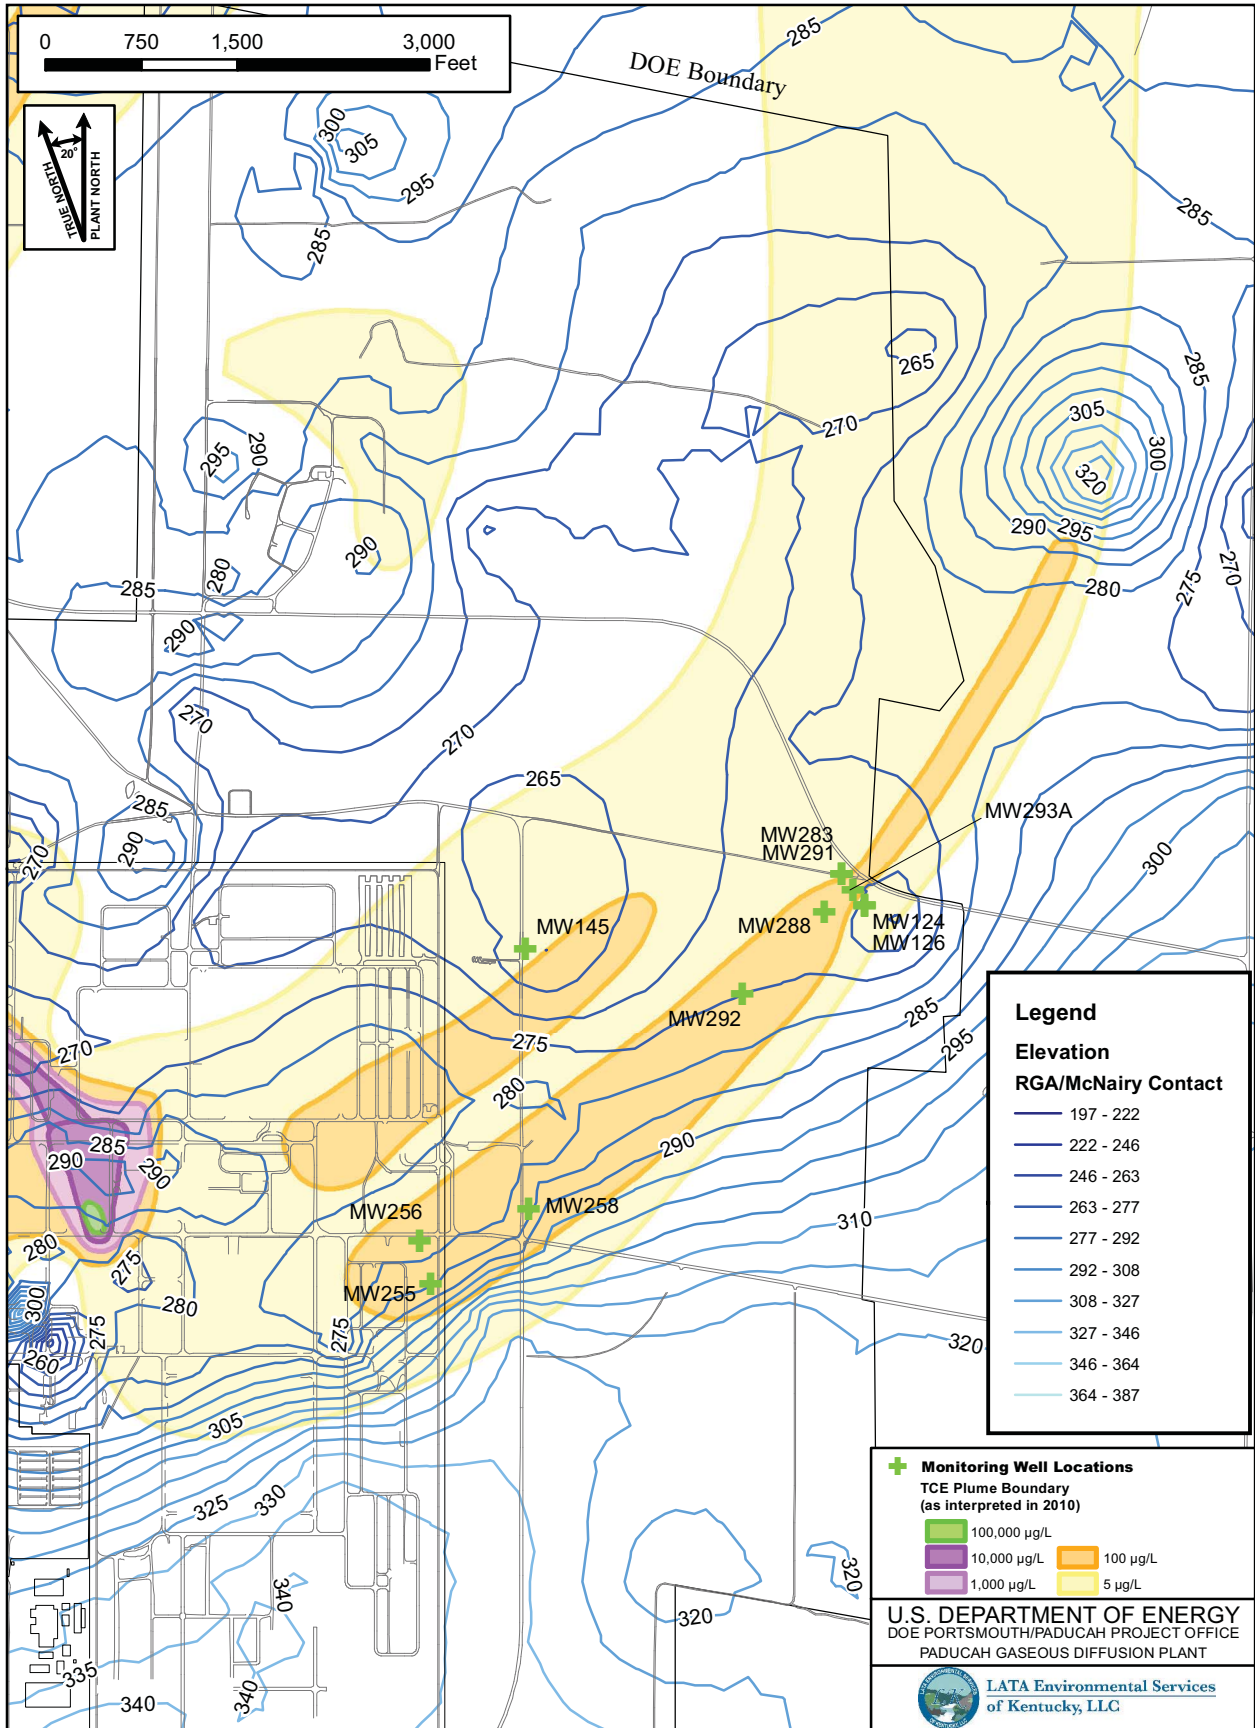 0 750 1,500 3,000
Feet
DOE Boundary
285
20°
TRUE NORTH
PLANT NORTH
300
305
295
285
285
265
270
285
305
300
320
290 295
280
275
270
295
290
290
280
285
290
270
270
265
285
290
270
MW293A
MW283
MW291
300
MW145
MW288
MW124
MW126
MW292
285
295
275
270
280
285
290
290
290
MW256
MW258
310
280
275
MW255
280
300
275
275
260
320
305
325
330
340
320
320
335
340
340
Legend
Elevation
RGA/McNairy Contact
197 - 222
222 - 246
246 - 263
263 - 277
277 - 292
292 - 308
308 - 327
327 - 346
346 - 364
364 - 387
Monitoring Well Locations
TCE Plume Boundary
(as interpreted in 2010)
100,000 µg/L
10,000 µg/L 100 µg/L
1,000 µg/L 5 µg/L
U.S. DEPARTMENT OF ENERGY
DOE PORTSMOUTH/PADUCAH PROJECT OFFICE
PADUCAH GASEOUS DIFFUSION PLANT
LATA ENVIRONMENTAL SERVICES
OF KENTUCKY, LLC
LATA Environmental Services
of Kentucky, LLC